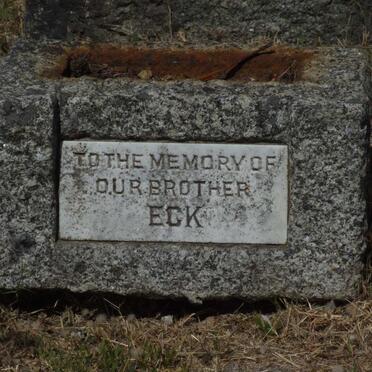 TO THE MEMORY OF
OUR BROTHER
ECK